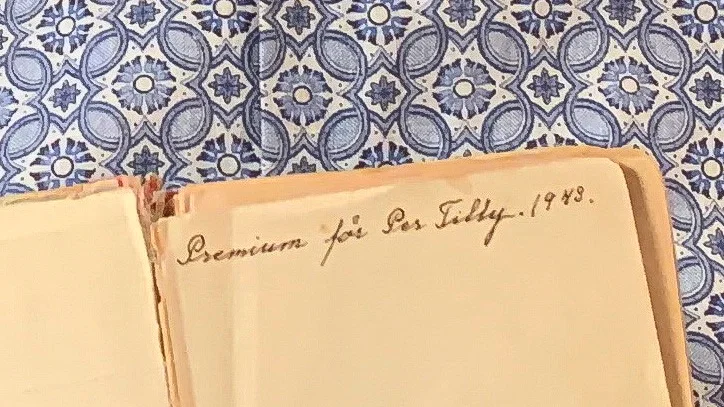 Premium för Per Tilly. 1943.